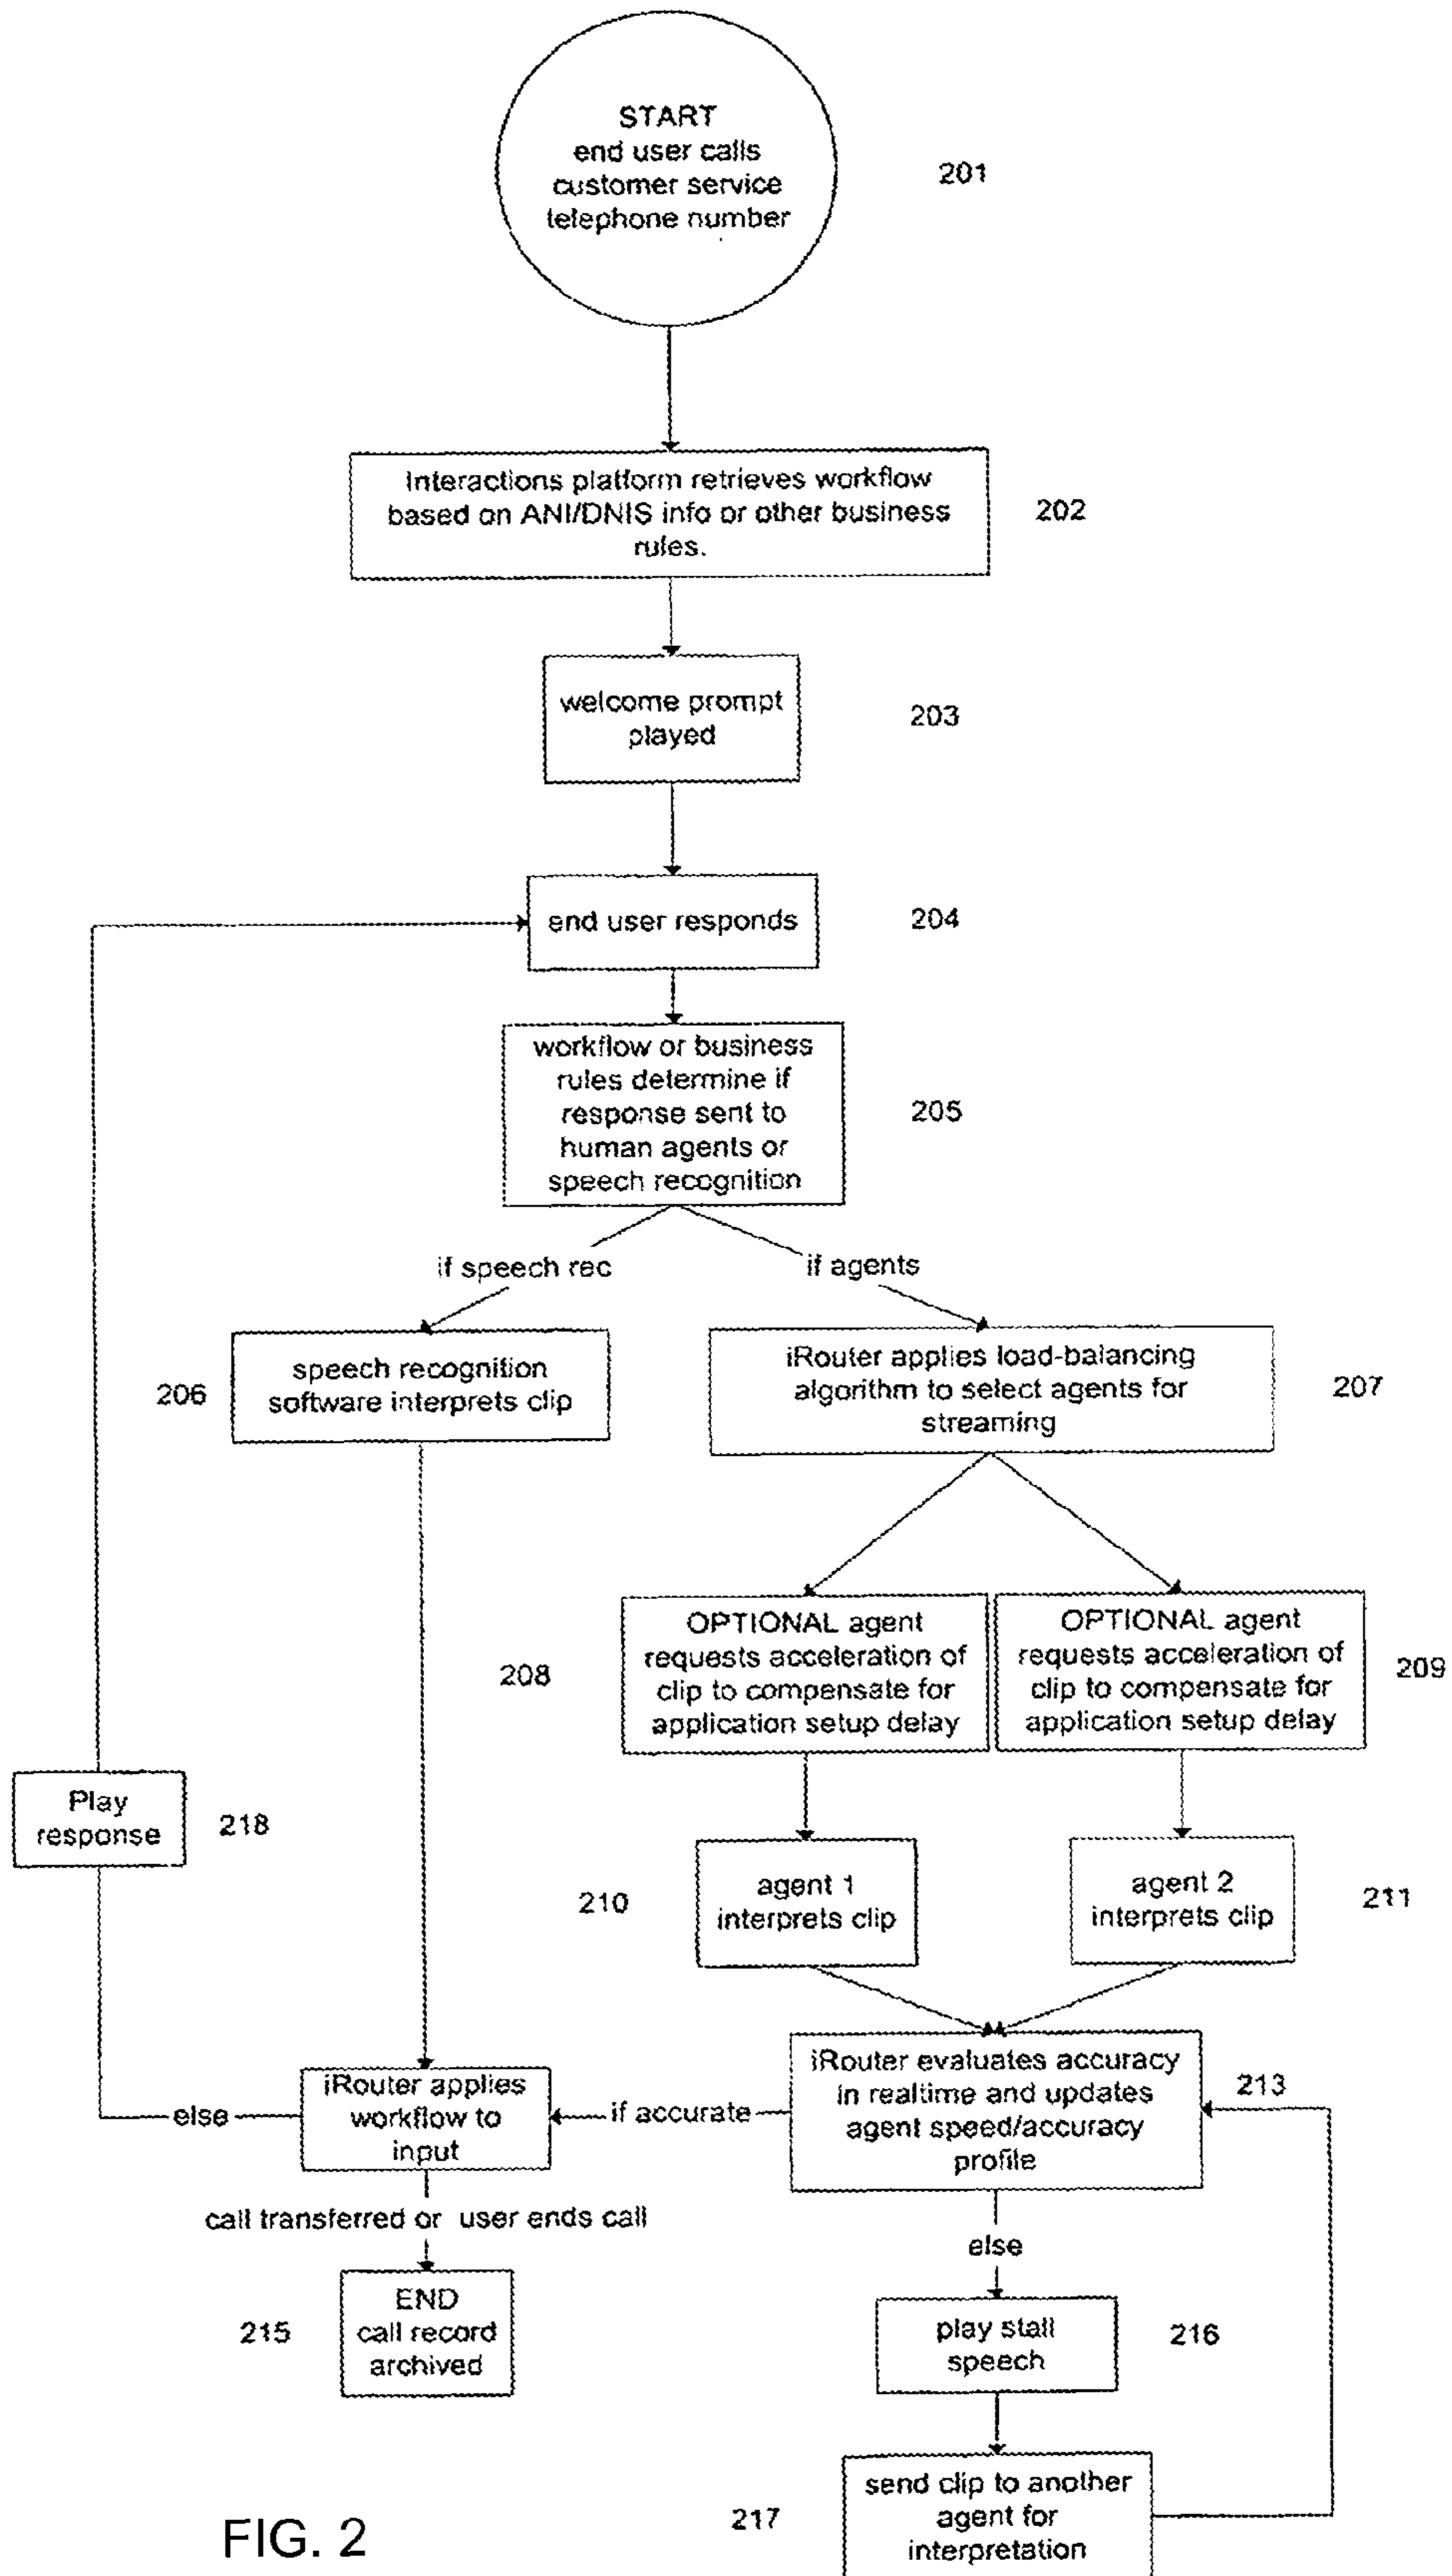 START
end user calls
customer service
telephone number
201
Interactions platform retrieves workflow
based on ANI/DNIS info or other business
rules.
202
welcome prompt
played
203
end user responds
204
workflow or business
rules determine if
response sent to
human agents or
speech recognition
205
if speech rec
if agents
speech recognition
software interprets clip
206
iRouter applies load-balancing
algorithm to select agents for
streaming
207
OPTIONAL agent
requests acceleration of
clip to compensate for
application setup delay
208
OPTIONAL agent
requests acceleration of
clip to compensate for
application setup delay
209
Play
response
218
agent 1
interprets clip
210
agent 2
interprets clip
211
iRouter applies
workflow to
input
else
if accurate
iRouter evaluates accuracy
in realtime and updates
agent speed/accuracy
profile
213
call transferred or user ends call
else
END
call record
archived
215
play stall
speech
216
send clip to another
agent for
interpretation
217
FIG. 2